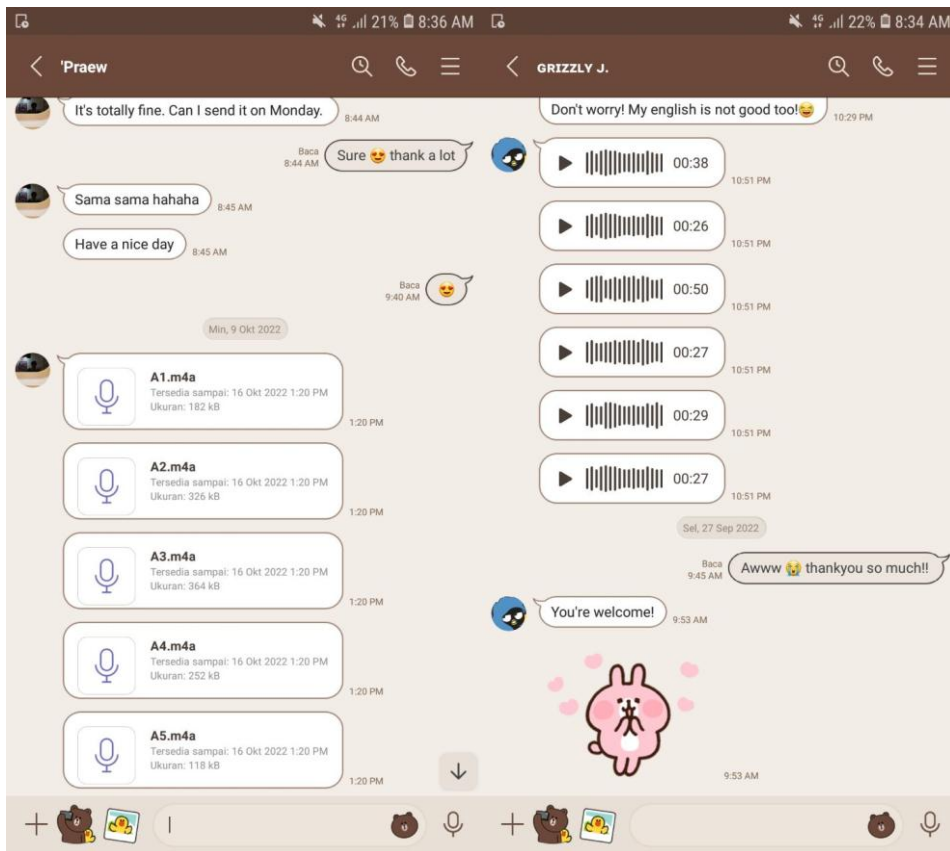 4G 21% 8:36 AM
'Praew
It's totally fine. Can I send it on Monday.
8:44 AM
Baca
8:44 AM
Sure 😍 thank a lot
Sama sama hahaha
8:45 AM
Have a nice day
8:45 AM
Baca
9:40 AM
😍
Min, 9 Okt 2022
A1.m4a
Tersedia sampai: 16 Okt 2022 1:20 PM
Ukuran: 182 kB
1:20 PM
A2.m4a
Tersedia sampai: 16 Okt 2022 1:20 PM
Ukuran: 326 kB
1:20 PM
A3.m4a
Tersedia sampai: 16 Okt 2022 1:20 PM
Ukuran: 364 kB
1:20 PM
A4.m4a
Tersedia sampai: 16 Okt 2022 1:20 PM
Ukuran: 252 kB
1:20 PM
A5.m4a
Tersedia sampai: 16 Okt 2022 1:20 PM
Ukuran: 118 kB
1:20 PM
4G 22% 8:34 AM
GRIZZLY J.
Don't worry! My english is not good too!😂
10:29 PM
00:38
10:51 PM
00:26
10:51 PM
00:50
10:51 PM
00:27
10:51 PM
00:29
10:51 PM
00:27
10:51 PM
Sel, 27 Sep 2022
Baca
9:45 AM
Awww 😭 thankyou so much!!
You're welcome!
9:53 AM
9:53 AM